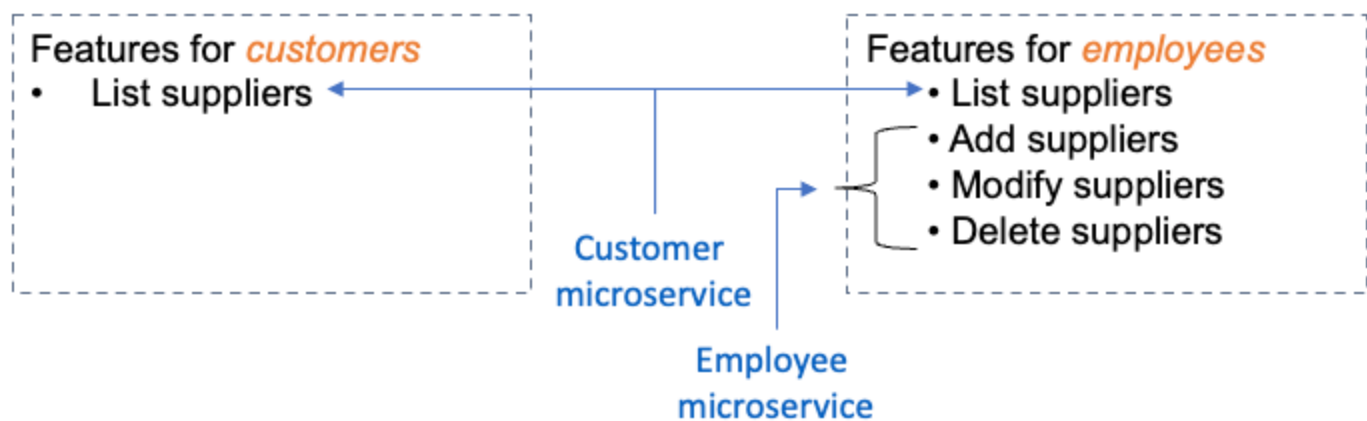 Features for customers
• List suppliers
Features for employees
• List suppliers
• Add suppliers
• Modify suppliers
• Delete suppliers
Customer
microservice
Employee
microservice